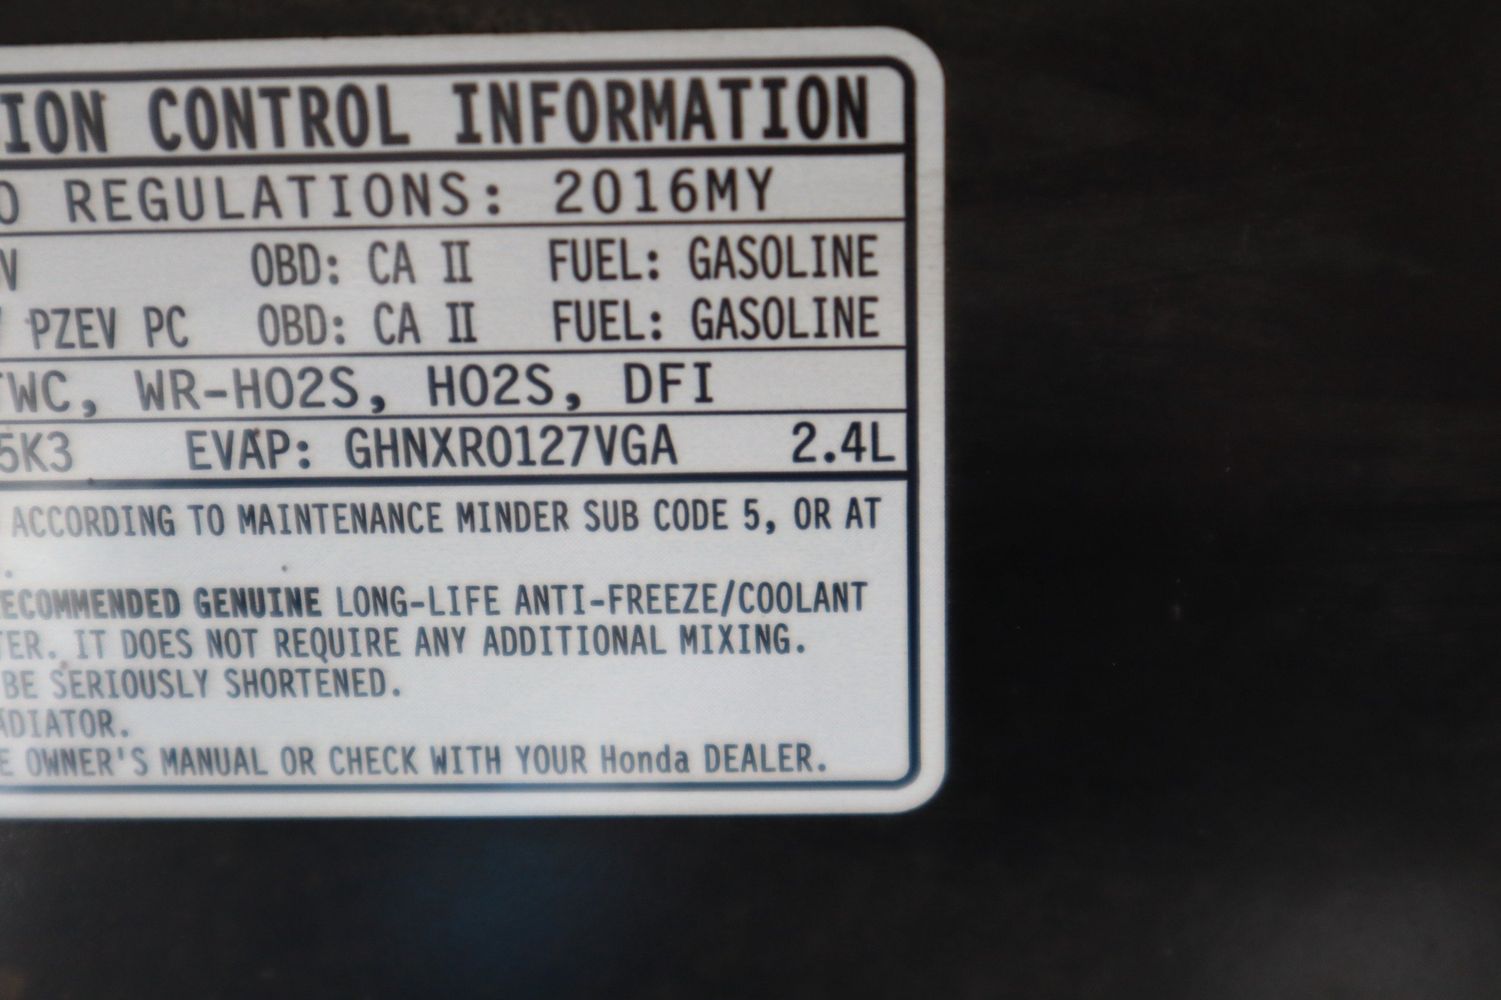 CONTROL INFORMATION
REGULATIONS: 2016MY
OBD: CA II FUEL: GASOLINE
PZEV PC OBD: CA II FUEL: GASOLINE
TWC, WR-HO2S, HO2S, DFI
5K3 EVAP: GHNXR0127VGA 2.4L
ACCORDING TO MAINTENANCE MINDER SUB CODE 5, OR AT
ECOMMENDED GENUINE LONG-LIFE ANTI-FREEZE/COOLANT
TER. IT DOES NOT REQUIRE ANY ADDITIONAL MIXING.
BE SERIOUSLY SHORTENED.
ADIATOR.
E OWNER'S MANUAL OR CHECK WITH YOUR Honda DEALER.